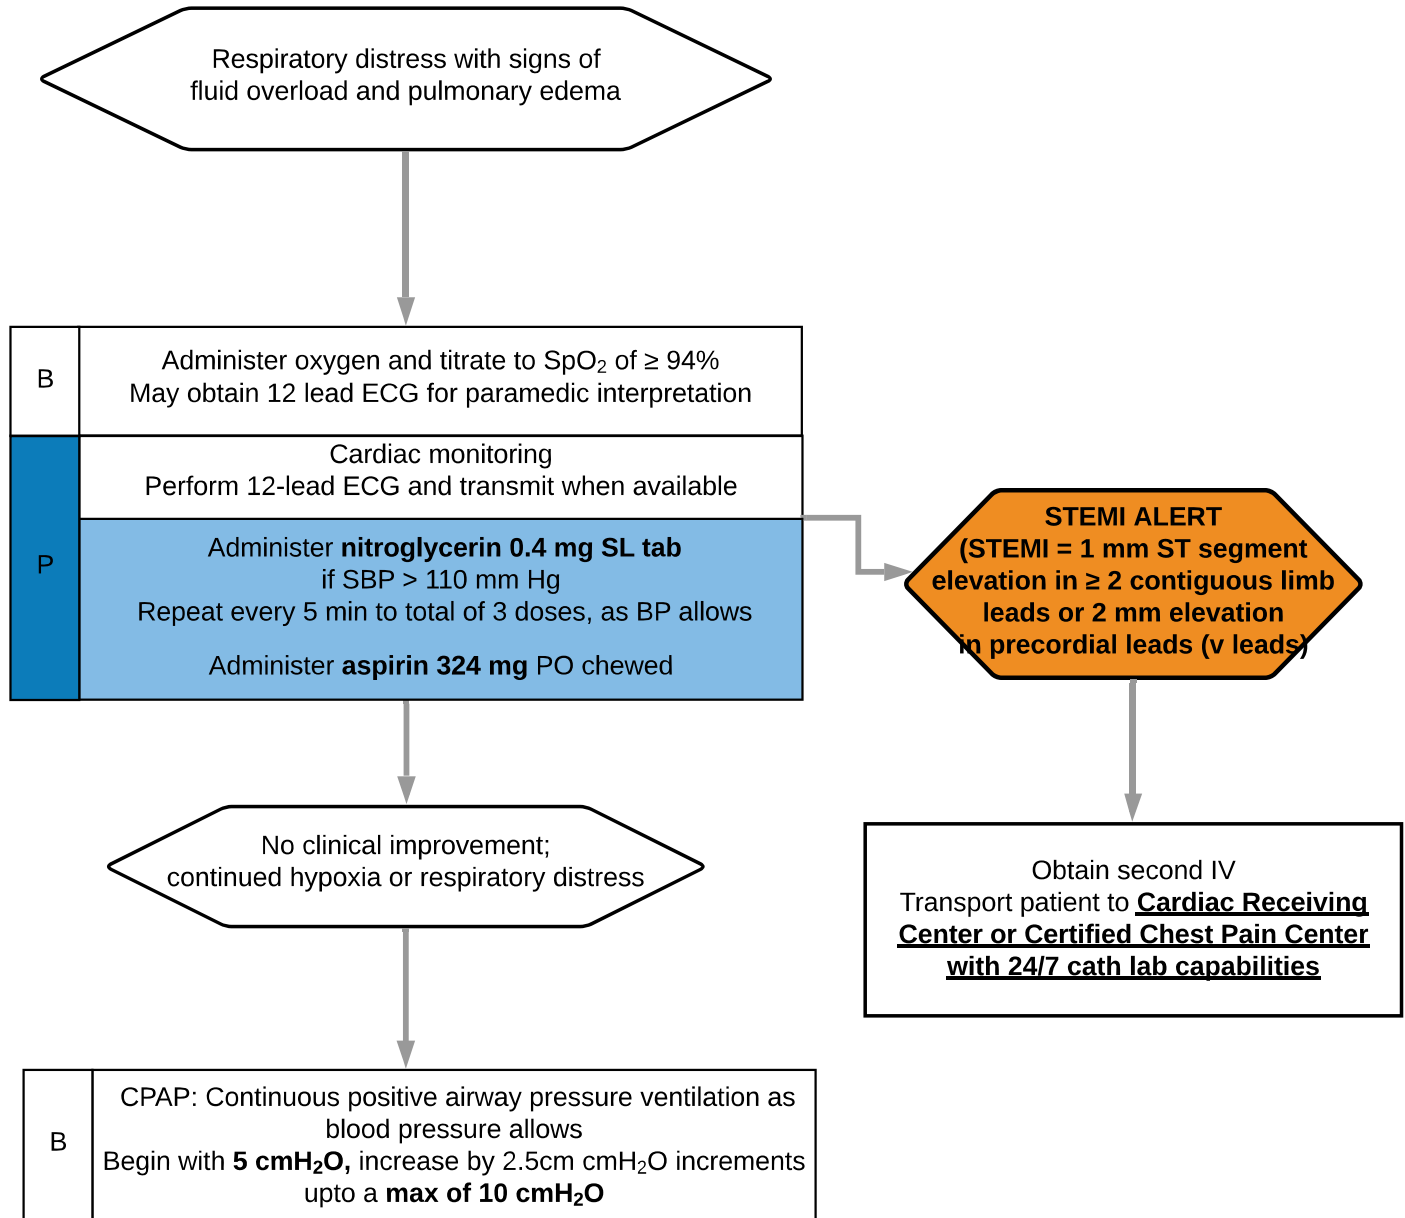 Respiratory distress with signs of
fluid overload and pulmonary edema
B
Administer oxygen and titrate to SpO₂ of ≥ 94%
May obtain 12 lead ECG for paramedic interpretation
P
Cardiac monitoring
Perform 12-lead ECG and transmit when available
Administer nitroglycerin 0.4 mg SL tab
if SBP > 110 mm Hg
Repeat every 5 min to total of 3 doses, as BP allows
Administer aspirin 324 mg PO chewed
STEMI ALERT
(STEMI = 1 mm ST segment
elevation in ≥ 2 contiguous limb
leads or 2 mm elevation
in precordial leads (v leads)
Obtain second IV
Transport patient to Cardiac Receiving
Center or Certified Chest Pain Center
with 24/7 cath lab capabilities
No clinical improvement;
continued hypoxia or respiratory distress
B
CPAP: Continuous positive airway pressure ventilation as
blood pressure allows
Begin with 5 cmH₂O, increase by 2.5cm cmH₂O increments
upto a max of 10 cmH₂O